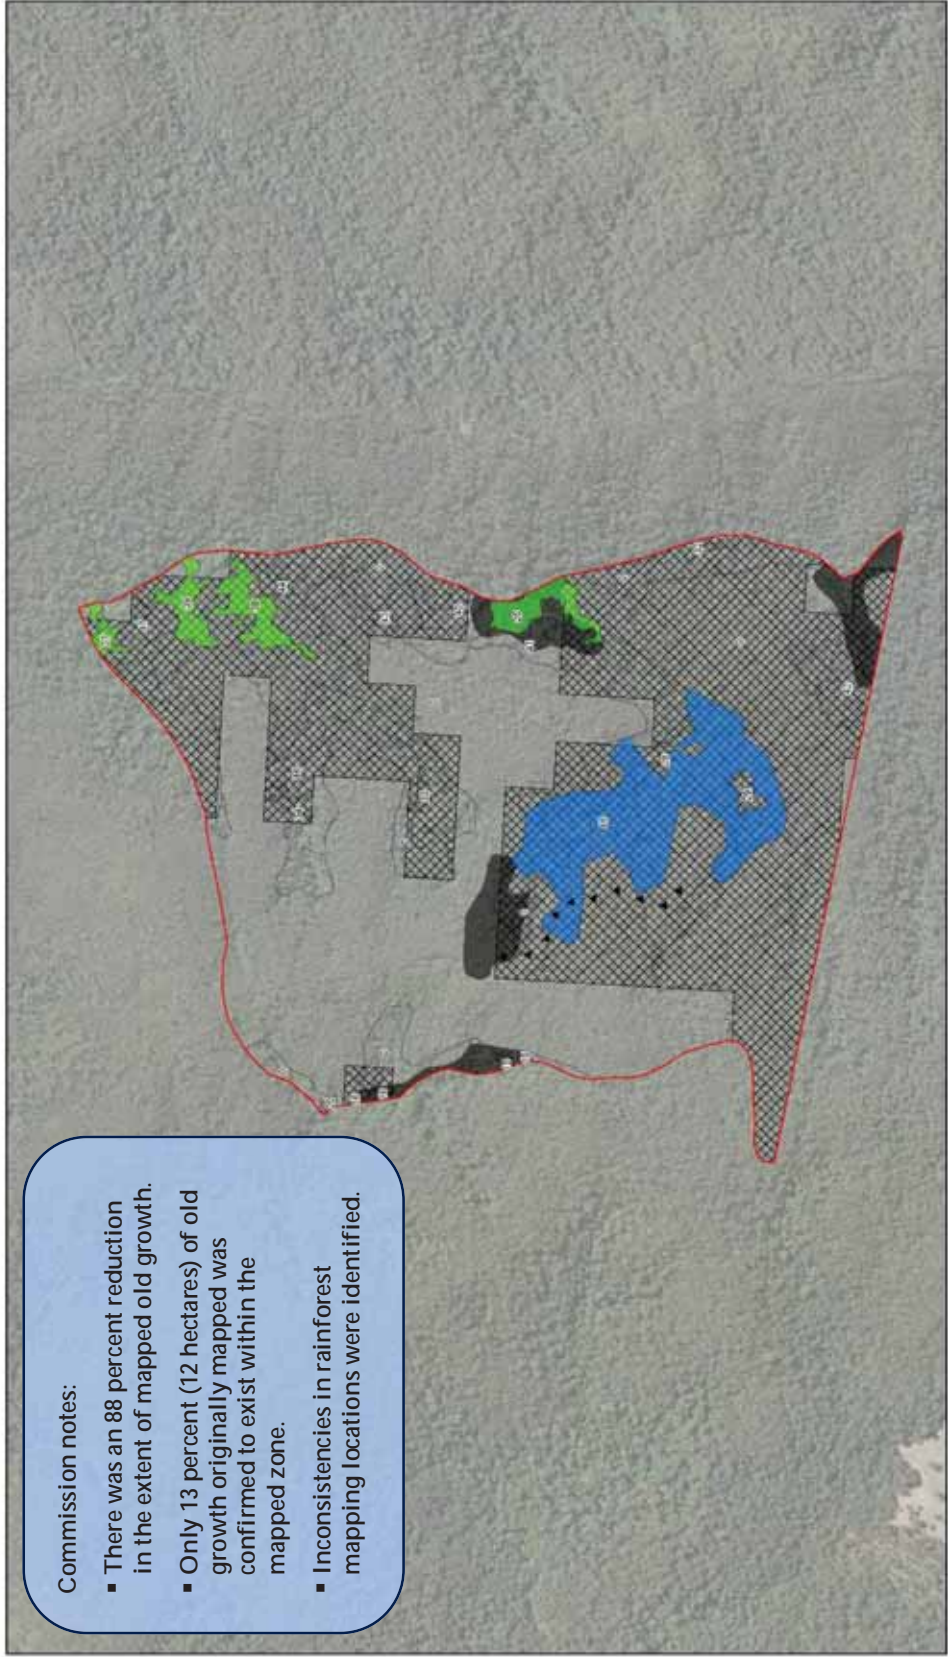 Commission notes:
▪ There was an 88 percent reduction
in the extent of mapped old growth.
▪ Only 13 percent (12 hectares) of old
growth originally mapped was
confirmed to exist within the
mapped zone.
▪ Inconsistencies in rainforest
mapping locations were identified.